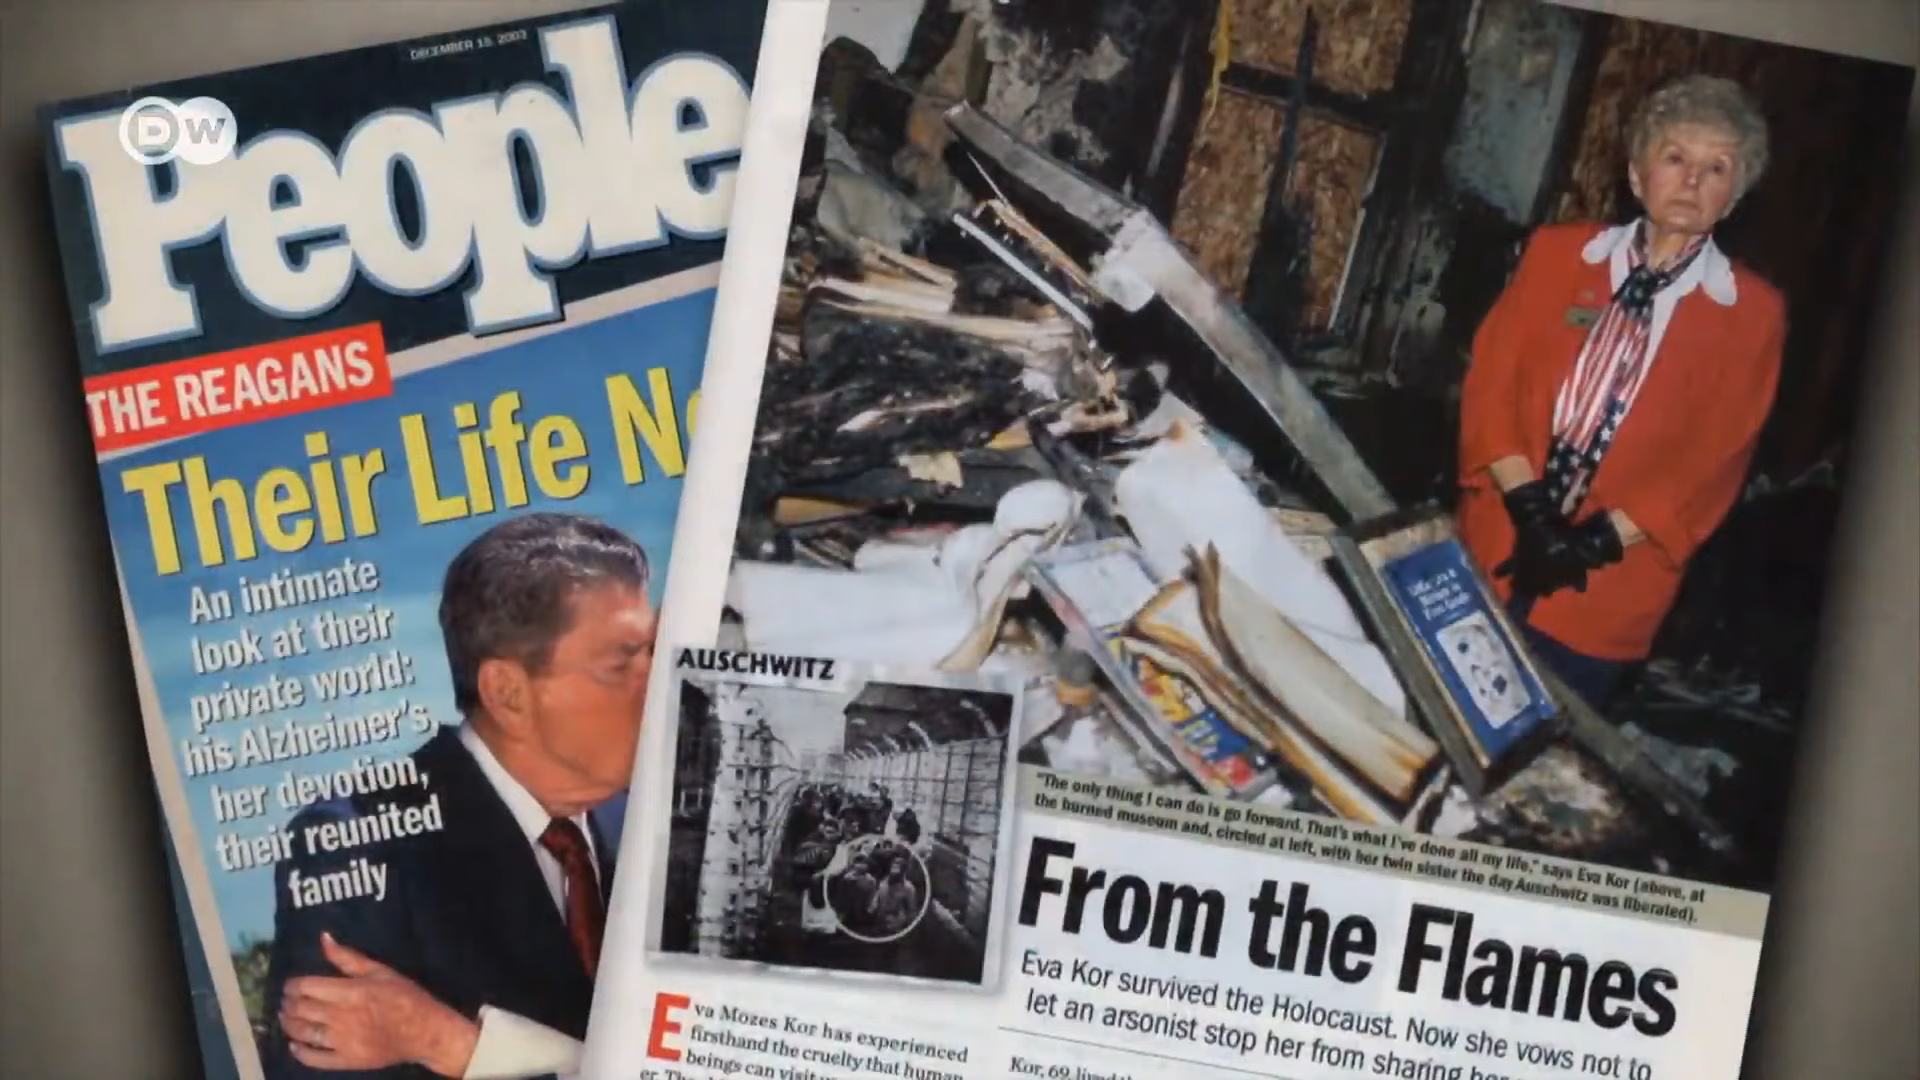 DECEMBER 15, 2003
DW
People
THE REAGANS
Their Life
An intimate
look at their
private world:
his Alzheimer's,
her devotion,
their reunited
family
AUSCHWITZ
"The only thing I can do is go forward. That's what I've done all my life," says Eva Kor (above, at
the burned museum and, circled at left, with her twin sister the day Auschwitz was liberated).
From the Flames
Eva Kor survived the Holocaust. Now she vows not to
let an arsonist stop her from sharing her
Eva Mozes Kor has experienced
firsthand the cruelty that human
beings can visit
er.
Kor, 69, lived